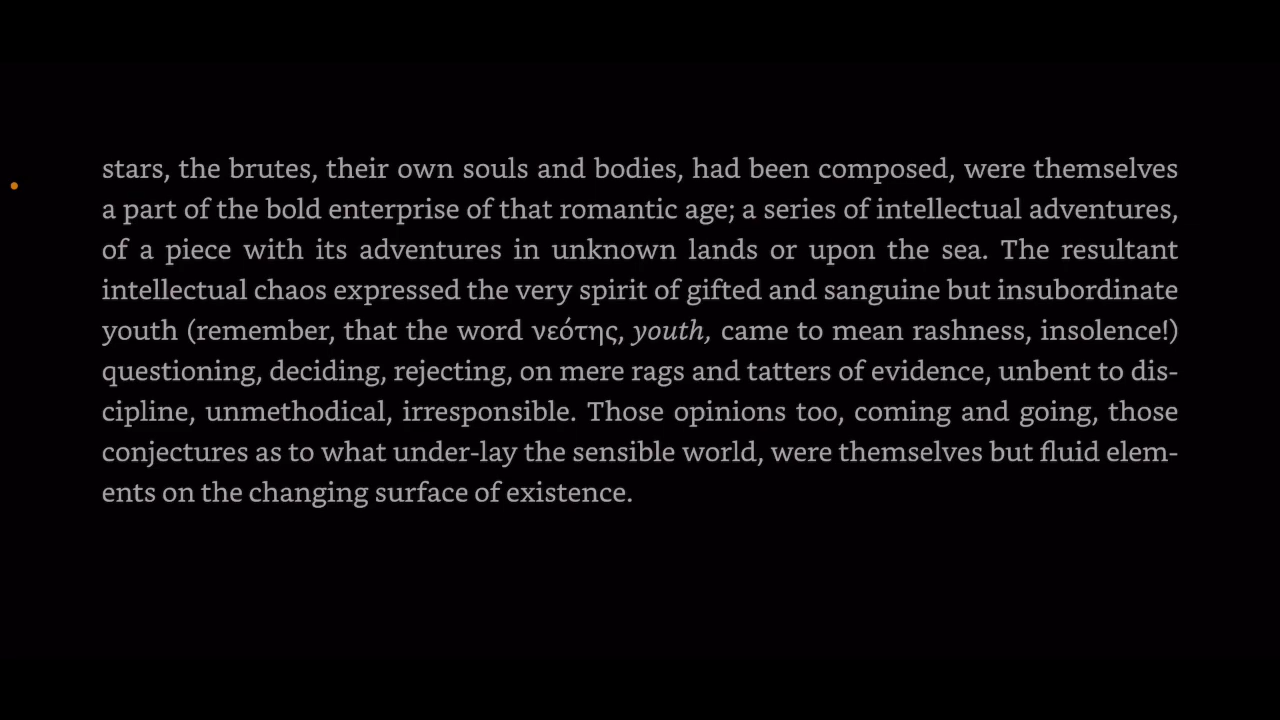 stars, the brutes, their own souls and bodies, had been composed, were themselves
a part of the bold enterprise of that romantic age; a series of intellectual adventures,
of a piece with its adventures in unknown lands or upon the sea. The resultant
intellectual chaos expressed the very spirit of gifted and sanguine but insubordinate
youth (remember, that the word νεότης, youth, came to mean rashness, insolence!)
questioning, deciding, rejecting, on mere rags and tatters of evidence, unbent to dis-
cipline, unmethodical, irresponsible. Those opinions too, coming and going, those
conjectures as to what under-lay the sensible world, were themselves but fluid elem-
ents on the changing surface of existence.